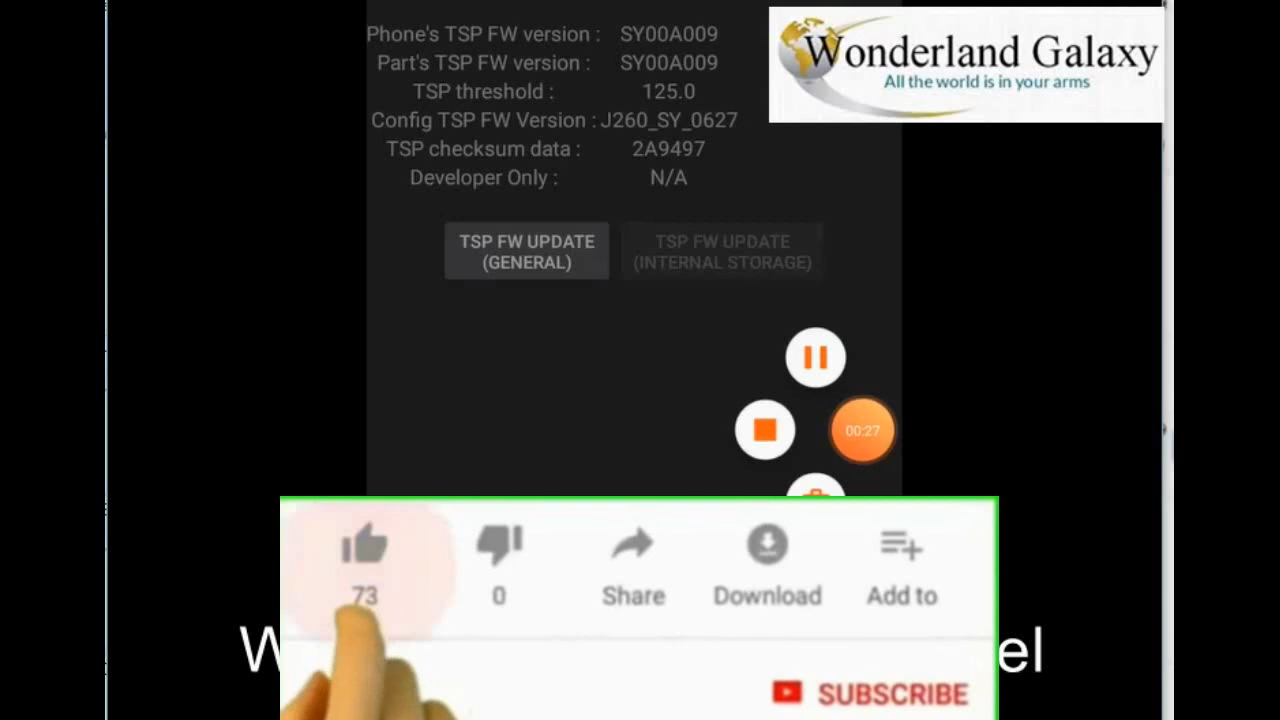 Phone's TSP FW version : SY00A009
Part's TSP FW version : SY00A009
TSP threshold : 125.0
Config TSP FW Version : J260_SY_0627
TSP checksum data : 2A9497
Developer Only : N/A
Wonderland Galaxy
All the world is in your arms
TSP FW UPDATE
(GENERAL)
TSP FW UPDATE
(INTERNAL STORAGE)
00:27
73 0 Share Download Add to
SUBSCRIBE